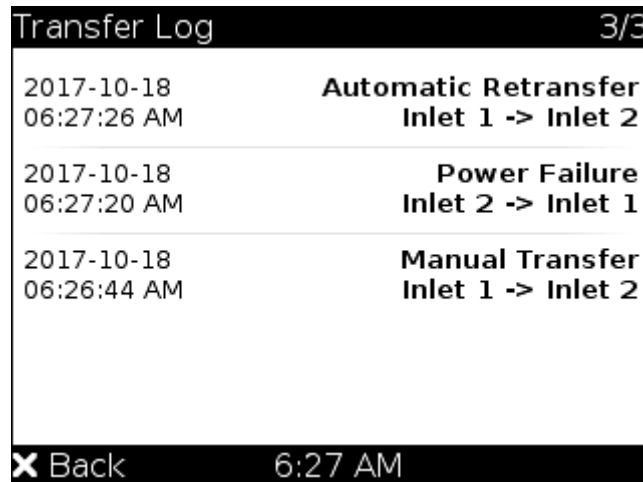 Transfer Log 3/3
2017-10-18 Automatic Retransfer
06:27:26 AM Inlet 1 -> Inlet 2
2017-10-18 Power Failure
06:27:20 AM Inlet 2 -> Inlet 1
2017-10-18 Manual Transfer
06:26:44 AM Inlet 1 -> Inlet 2
✖ Back 6:27 AM